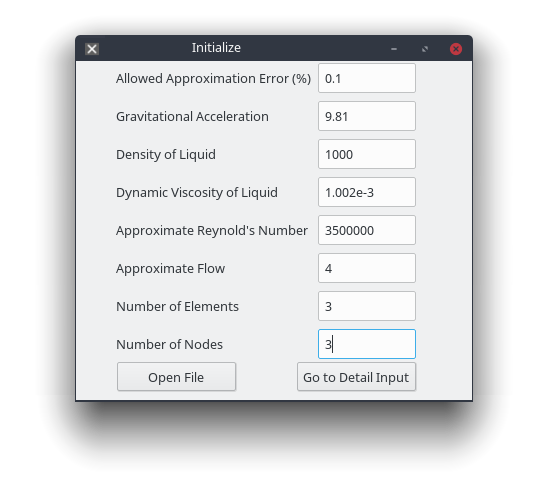 Initialize
Allowed Approximation Error (%) 0.1
Gravitational Acceleration 9.81
Density of Liquid 1000
Dynamic Viscosity of Liquid 1.002e-3
Approximate Reynold's Number 3500000
Approximate Flow 4
Number of Elements 3
Number of Nodes 3
Open File Go to Detail Input